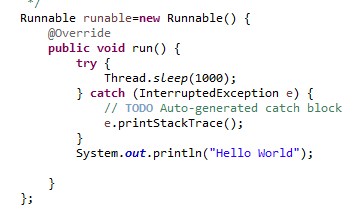 */
Runnable runable=new Runnable() {
@Override
public void run() {
try {
Thread.sleep(1000);
} catch (InterruptedException e) {
// TODO Auto-generated catch block
e.printStackTrace();
}
System.out.println("Hello World");
}
};